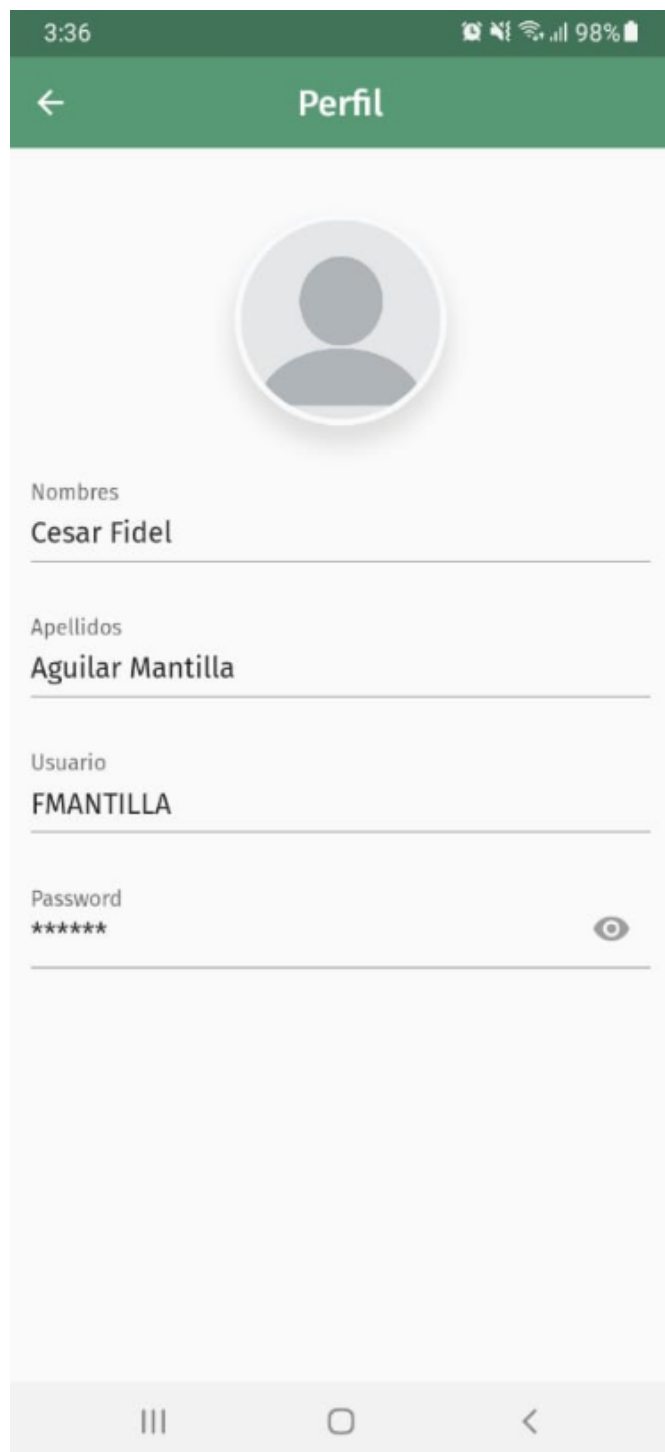 3:36 98%
Perfil
Nombres
Cesar Fidel
Apellidos
Aguilar Mantilla
Usuario
FMANTILLA
Password
******